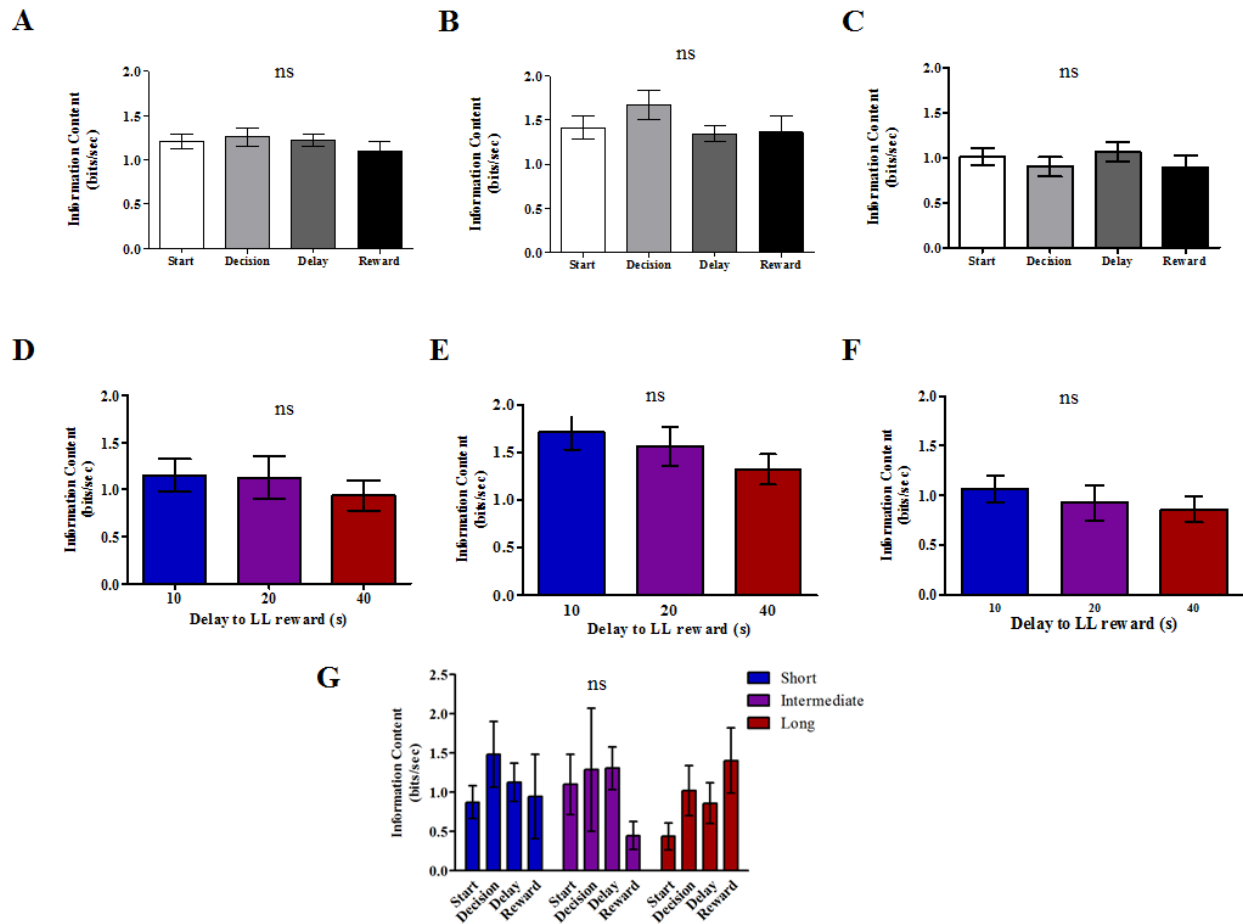 A
ns
Information Content
(bits/sec)
2.0
1.5
1.0
0.5
0.0
Start Decision Delay Reward
B
ns
Information Content
(bits/sec)
2.0
1.5
1.0
0.5
0.0
Start Decision Delay Reward
C
ns
Information Content
(bits/sec)
2.0
1.5
1.0
0.5
0.0
Start Decision Delay Reward
D
ns
Information Content
(bits/sec)
2.0
1.5
1.0
0.5
0.0
10 20 40
Delay to LL reward (s)
E
ns
Information Content
(bits/sec)
2.0
1.5
1.0
0.5
0.0
10 20 40
Delay to LL reward (s)
F
ns
Information Content
(bits/sec)
2.0
1.5
1.0
0.5
0.0
10 20 40
Delay to LL reward (s)
G
ns
Information Content
(bits/sec)
2.5
2.0
1.5
1.0
0.5
0.0
Start Decision Delay Reward Start Decision Delay Reward Start Decision Delay Reward
Short
Intermediate
Long